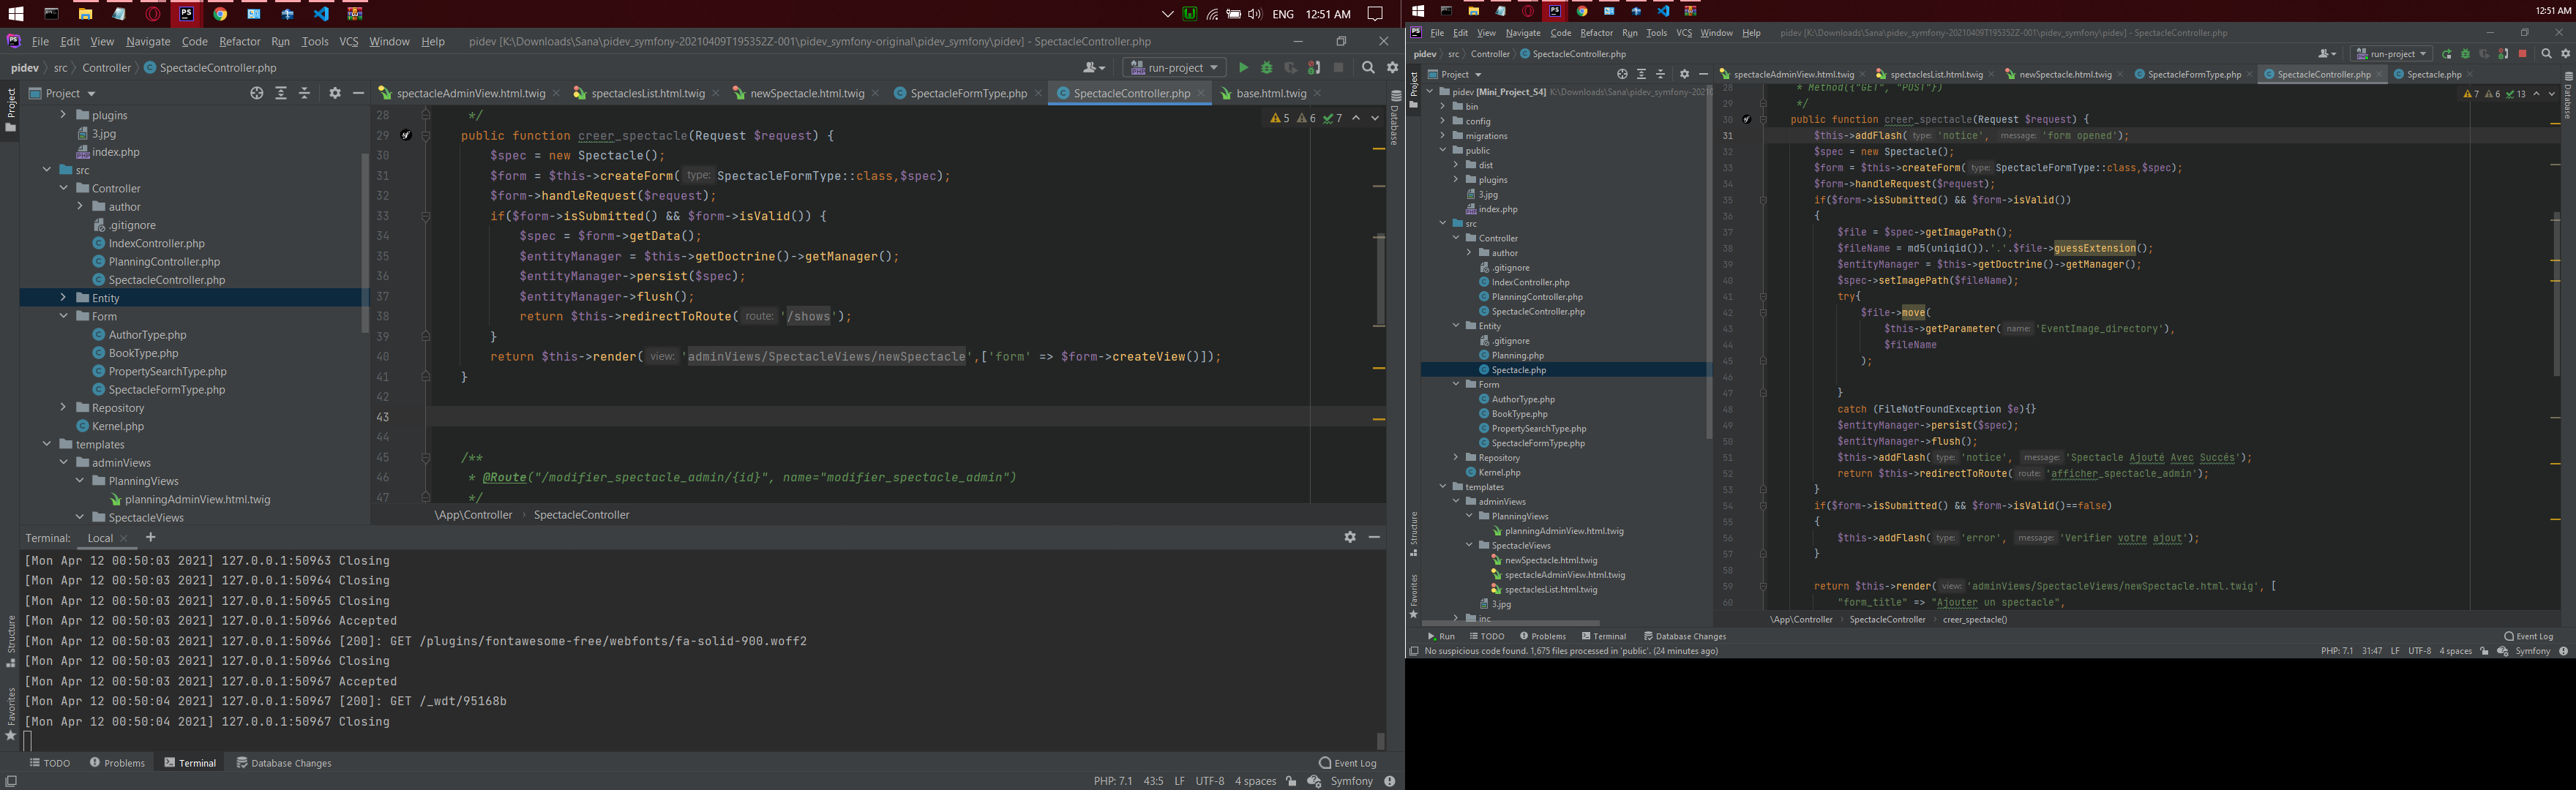 ENG 12:51 AM
File Edit View Navigate Code Refactor Run Tools VCS Window Help pidev [K:\Downloads\Sana\pidev_symfony-20210409T195352Z-001\pidev_symfony-original\pidev_symfony\pidev] - SpectacleController.php
pidev src Controller SpectacleController.php run-project
Project
spectacleAdminView.html.twig spectaclesList.html.twig newSpectacle.html.twig SpectacleFormType.php SpectacleController.php base.html.twig
Project
Database
plugins
3.jpg
index.php
src
Controller
author
.gitignore
IndexController.php
PlanningController.php
SpectacleController.php
Entity
Form
AuthorType.php
BookType.php
PropertySearchType.php
SpectacleFormType.php
Repository
Kernel.php
templates
adminViews
PlanningViews
planningAdminView.html.twig
SpectacleViews
5 6 7
28 */
29 public function creer_spectacle(Request $request) {
30 $spec = new Spectacle();
31 $form = $this->createForm( type: SpectacleFormType::class,$spec);
32 $form->handleRequest($request);
33 if($form->isSubmitted() && $form->isValid()) {
34 $spec = $form->getData();
35 $entityManager = $this->getDoctrine()->getManager();
36 $entityManager->persist($spec);
37 $entityManager->flush();
38 return $this->redirectToRoute( route: '/shows');
39 }
40 return $this->render( view: 'adminViews/SpectacleViews/newSpectacle',['form' => $form->createView()]);
41 }
42
43
44
45 /**
46 * @Route("/modifier_spectacle_admin/{id}", name="modifier_spectacle_admin")
47 */
\App\Controller SpectacleController
Terminal: Local
[Mon Apr 12 00:50:03 2021] 127.0.0.1:50963 Closing
[Mon Apr 12 00:50:03 2021] 127.0.0.1:50964 Closing
[Mon Apr 12 00:50:03 2021] 127.0.0.1:50965 Closing
[Mon Apr 12 00:50:03 2021] 127.0.0.1:50966 Accepted
[Mon Apr 12 00:50:03 2021] 127.0.0.1:50966 [200]: GET /plugins/fontawesome-free/webfonts/fa-solid-900.woff2
[Mon Apr 12 00:50:03 2021] 127.0.0.1:50966 Closing
[Mon Apr 12 00:50:03 2021] 127.0.0.1:50967 Accepted
[Mon Apr 12 00:50:04 2021] 127.0.0.1:50967 [200]: GET /_wdt/95168b
[Mon Apr 12 00:50:04 2021] 127.0.0.1:50967 Closing
Structure
Favorites
TODO Problems Terminal Database Changes Event Log
PHP: 7.1 43:5 LF UTF-8 4 spaces Symfony
12:51 AM
File Edit View Navigate Code Refactor Run Tools VCS Window Help pidev [K:\Downloads\Sana\pidev_symfony-20210409T195352Z-001\pidev_symfony-original\pidev_symfony\pidev] - SpectacleController.php
pidev src Controller SpectacleController.php run-project
Project
spectacleAdminView.html.twig spectaclesList.html.twig newSpectacle.html.twig SpectacleFormType.php SpectacleController.php Spectacle.php
Project
Database
pidev [Mini_Project_S4] K:\Downloads\Sana\pidev_symfony-20210
bin
config
migrations
public
dist
plugins
3.jpg
index.php
src
Controller
author
.gitignore
IndexController.php
PlanningController.php
SpectacleController.php
Entity
.gitignore
Planning.php
Spectacle.php
Form
AuthorType.php
BookType.php
PropertySearchType.php
SpectacleFormType.php
Repository
Kernel.php
templates
adminViews
PlanningViews
planningAdminView.html.twig
SpectacleViews
newSpectacle.html.twig
spectacleAdminView.html.twig
spectaclesList.html.twig
3.jpg
inc
7 6 13
28 * Method({"GET", "POST"})
29 */
30 public function creer_spectacle(Request $request) {
31 $this->addFlash( type: 'notice', message: 'form opened');
32 $spec = new Spectacle();
33 $form = $this->createForm( type: SpectacleFormType::class,$spec);
34 $form->handleRequest($request);
35 if($form->isSubmitted() && $form->isValid())
36 {
37 $file = $spec->getImagePath();
38 $fileName = md5(uniqid()).'.'.$file->guessExtension();
39 $entityManager = $this->getDoctrine()->getManager();
40 $spec->setImagePath($fileName);
41 try{
42 $file->move(
43 $this->getParameter( name: 'EventImage_directory'),
44 $fileName
45 );
46
47 }
48 catch (FileNotFoundException $e){}
49 $entityManager->persist($spec);
50 $entityManager->flush();
51 $this->addFlash( type: 'notice', message: 'Spectacle Ajouté Avec Succés');
52 return $this->redirectToRoute( route: 'afficher_spectacle_admin');
53 }
54 if($form->isSubmitted() && $form->isValid()==false)
55 {
56 $this->addFlash( type: 'error', message: 'Verifier votre ajout');
57 }
58
59 return $this->render( view: 'adminViews/SpectacleViews/newSpectacle.html.twig', [
60 "form_title" => "Ajouter un spectacle",
\App\Controller SpectacleController creer_spectacle()
Structure
Favorites
Run TODO Problems Terminal Database Changes Event Log
No suspicious code found. 1,675 files processed in 'public'. (24 minutes ago) PHP: 7.1 31:47 LF UTF-8 4 spaces Symfony